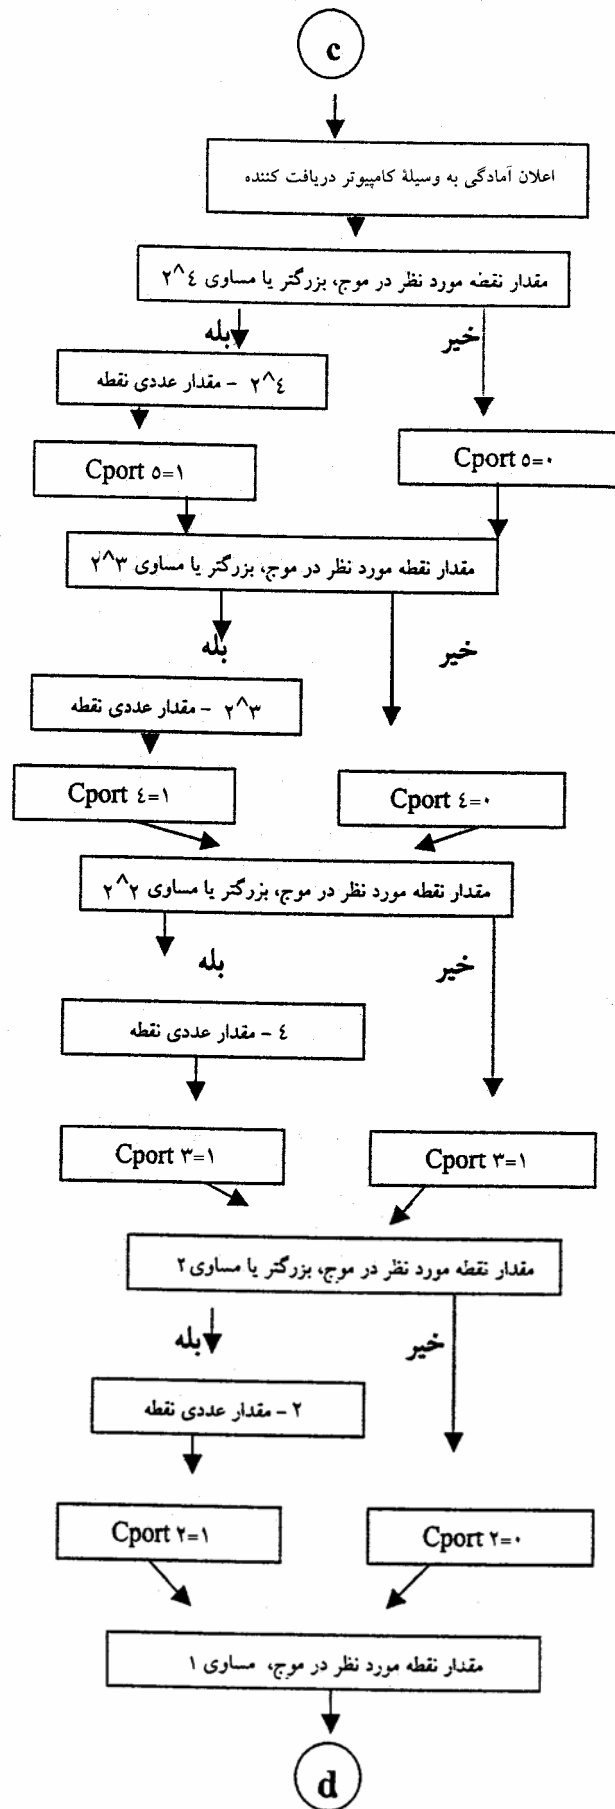 c
اعلان آمادگی به وسیلهٔ کامپیوتر دریافت کننده
مقدار نقطه مورد نظر در موج، بزرگتر یا مساوی ٢^٤
بله
خیر
٢^٤ - مقدار عددی نقطه
Cport ٥=١
Cport ٥=٠
مقدار نقطه مورد نظر در موج، بزرگتر یا مساوی ٢^٣
بله
خیر
٢^٣ - مقدار عددی نقطه
Cport ٤=١
Cport ٤=٠
مقدار نقطه مورد نظر در موج، بزرگتر یا مساوی ٢^٢
بله
خیر
٤ - مقدار عددی نقطه
Cport ٣=١
Cport ٣=١
مقدار نقطه مورد نظر در موج، بزرگتر یا مساوی ٢
بله
خیر
٢ - مقدار عددی نقطه
Cport ٢=١
Cport ٢=٠
مقدار نقطه مورد نظر در موج، مساوی ١
d